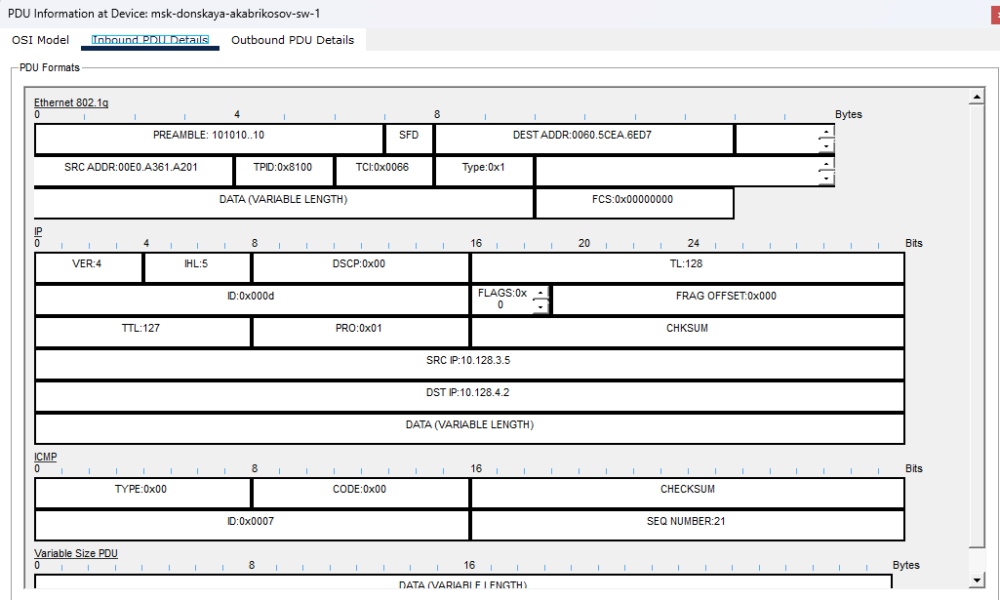 PDU Information at Device: msk-donskaya-akabrikosov-sw-1
OSI Model Inbound PDU Details Outbound PDU Details
PDU Formats
Ethernet 802.1q
0 4 8 Bytes
PREAMBLE: 101010..10 SFD DEST ADDR:0060.5CEA.6ED7
SRC ADDR:00E0.A361.A201 TPID:0x8100 TCI:0x0066 Type:0x1
DATA (VARIABLE LENGTH) FCS:0x00000000
IP
0 4 8 16 20 24 Bits
VER:4 IHL:5 DSCP:0x00 TL:128
ID:0x000d FLAGS:0x0 FRAG OFFSET:0x000
TTL:127 PRO:0x01 CHKSUM
SRC IP:10.128.3.5
DST IP:10.128.4.2
DATA (VARIABLE LENGTH)
ICMP
0 8 16 Bits
TYPE:0x00 CODE:0x00 CHECKSUM
ID:0x0007 SEQ NUMBER:21
Variable Size PDU
0 8 16 Bytes
DATA (VARIABLE LENGTH)